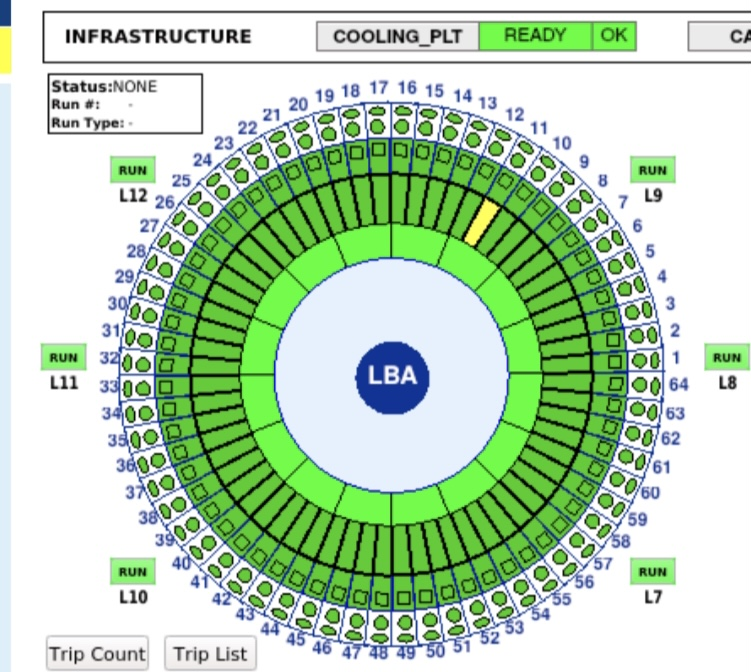 INFRASTRUCTURE COOLING_PLT READY OK CA
Status:NONE
Run #: -
Run Type: -
17 16
18 15
19 14
20 13
21 12
22 11
23 10
24 9
25 8
26 7
27 6
28 5
29 4
30 3
31 2
32 1
33 64
34 63
35 62
36 61
37 60
38 59
39 58
40 57
41 56
42 55
43 54
44 53
45 52
46 51
47 50
48 49
RUN
L12
RUN
L9
RUN
L11
LBA
RUN
L8
RUN
L10
RUN
L7
Trip Count Trip List